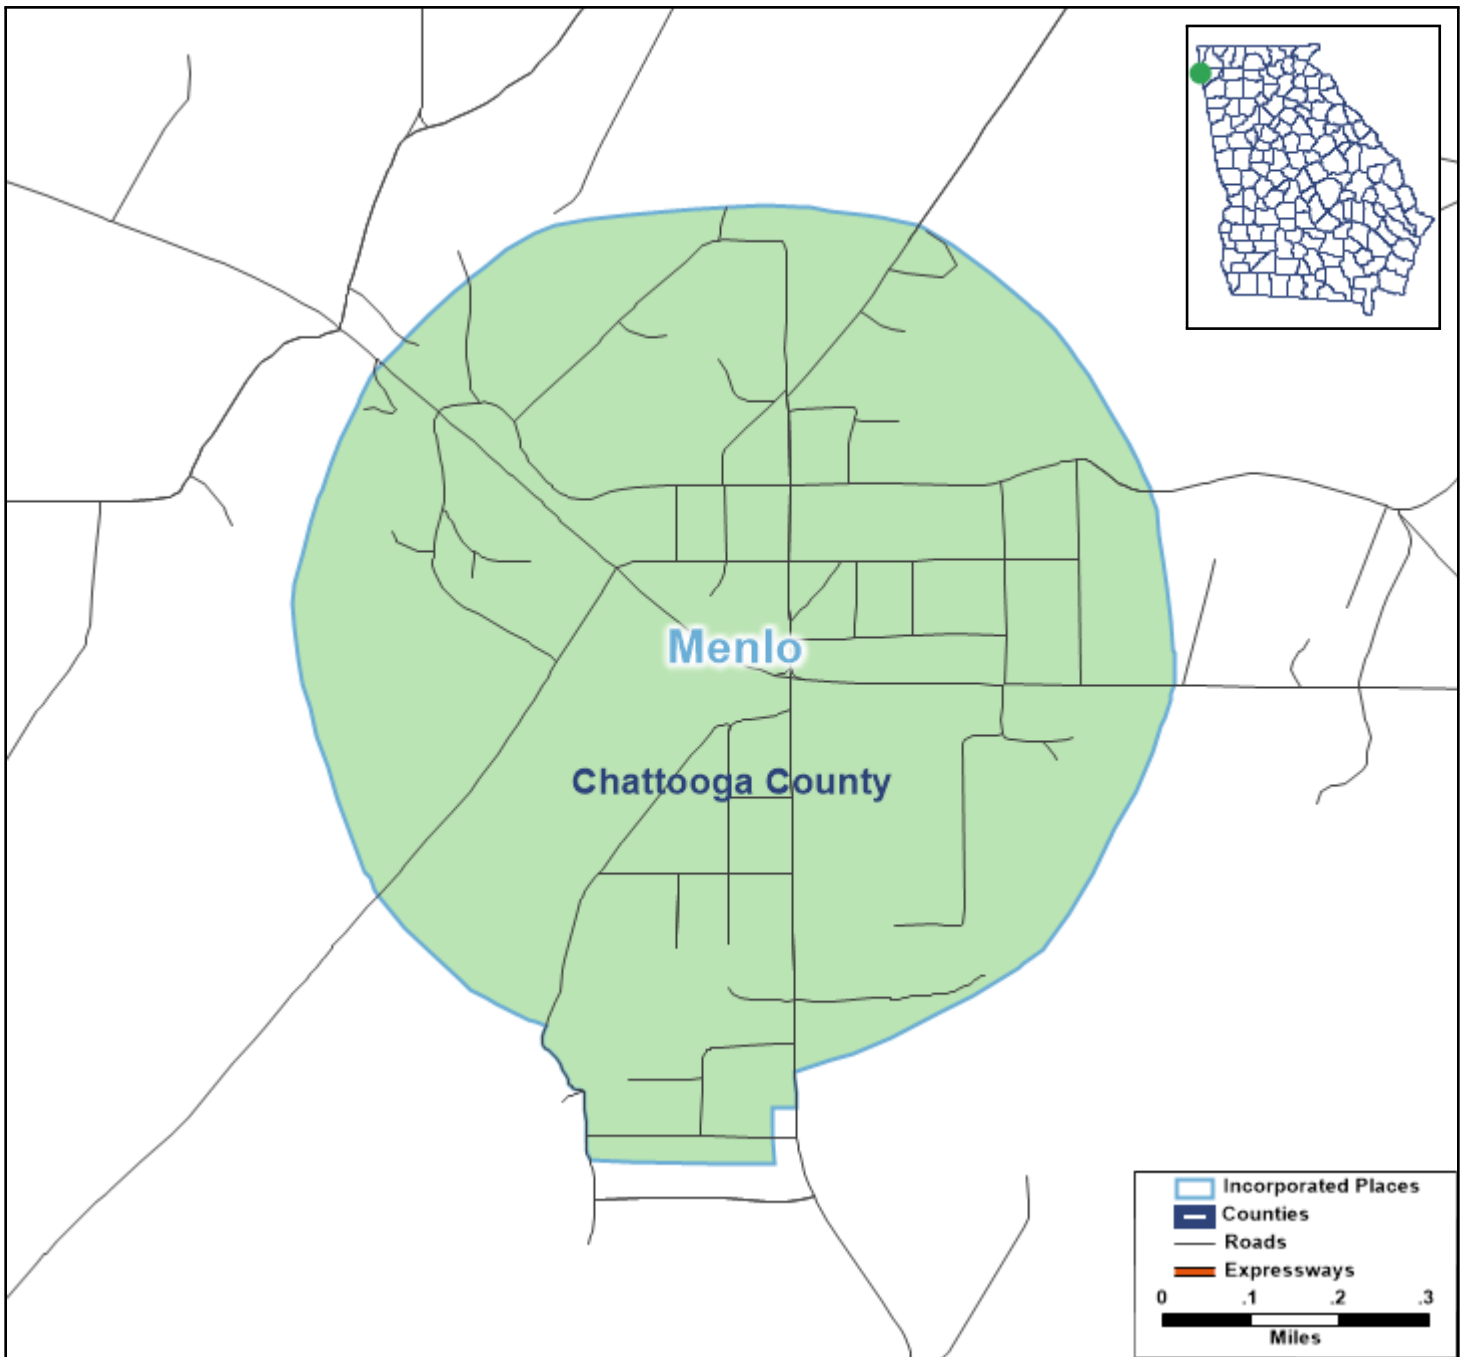 Menlo
Chattooga County
Incorporated Places
Counties
Roads
Expressways
0 .1 .2 .3
Miles